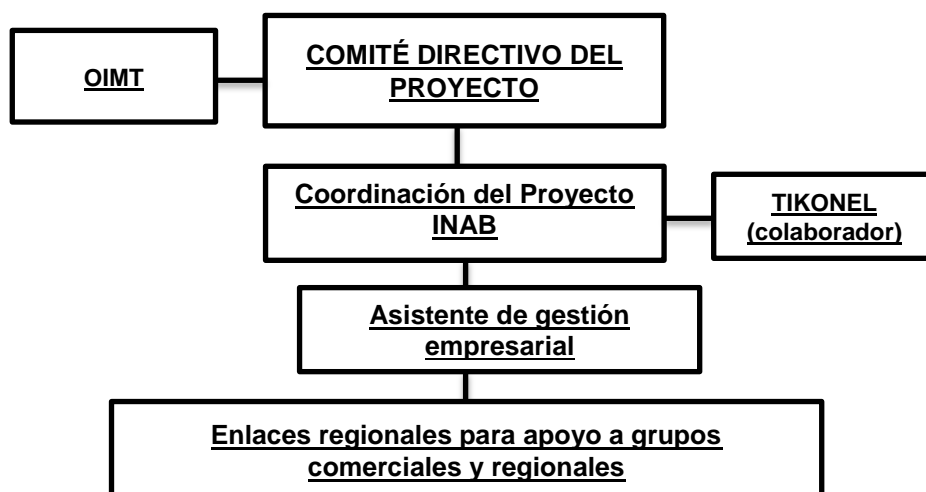 OIMT
COMITÉ DIRECTIVO DEL
PROYECTO
Coordinación del Proyecto
INAB
TIKONEL
(colaborador)
Asistente de gestión
empresarial
Enlaces regionales para apoyo a grupos
comerciales y regionales